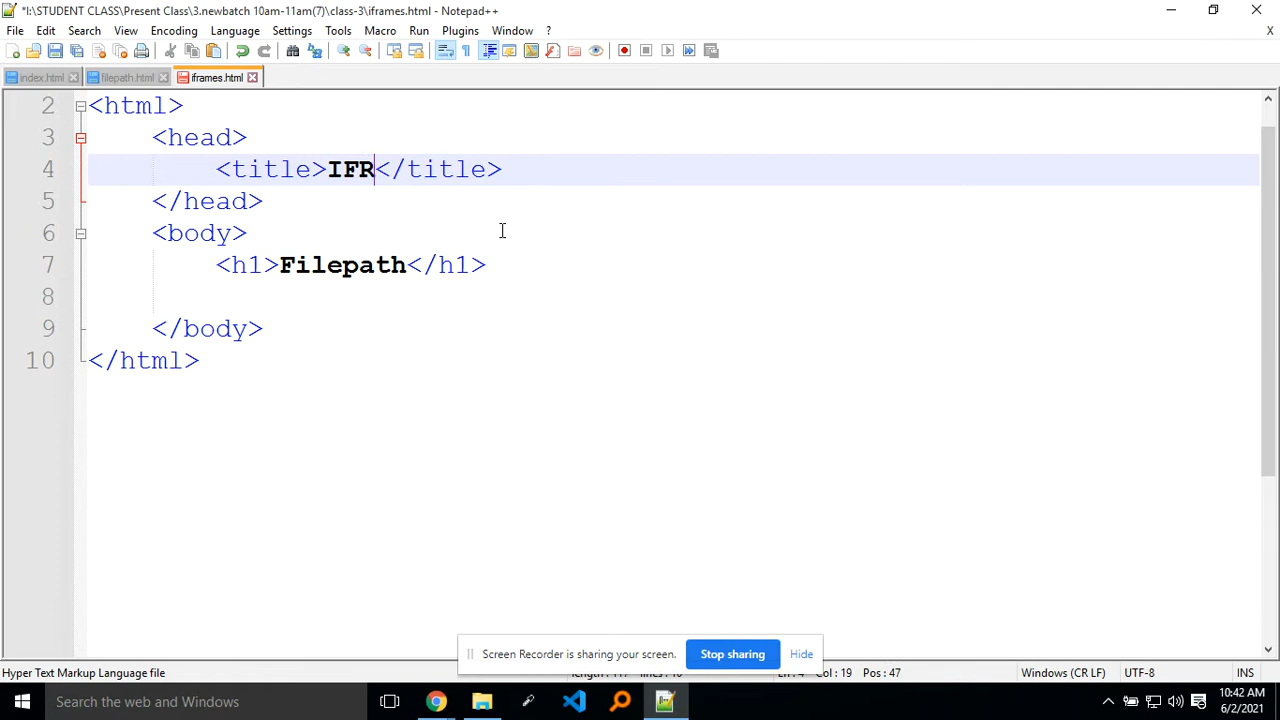 *I:\STUDENT CLASS\Present Class\3.newbatch 10am-11am(7)\class-3\iframes.html - Notepad++
File Edit Search View Encoding Language Settings Tools Macro Run Plugins Window ? X
index.html filepath.html iframes.html
2 <html>
3 <head>
4 <title>IFR</title>
5 </head>
6 <body>
7 <h1>Filepath</h1>
8
9 </body>
10 </html>
Screen Recorder is sharing your screen. Stop sharing Hide
Hyper Text Markup Language file Col : 19 Pos : 47 Windows (CR LF) UTF-8 INS
Search the web and Windows
10:42 AM
6/2/2021